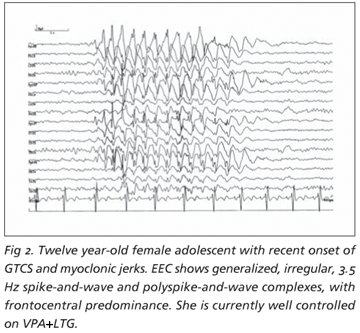 Fig 2. Twelve year-old female adolescent with recent onset of
GTCS and myoclonic jerks. EEC shows generalized, irregular, 3.5
Hz spike-and-wave and polyspike-and-wave complexes, with
frontocentral predominance. She is currently well controlled
on VPA+LTG.